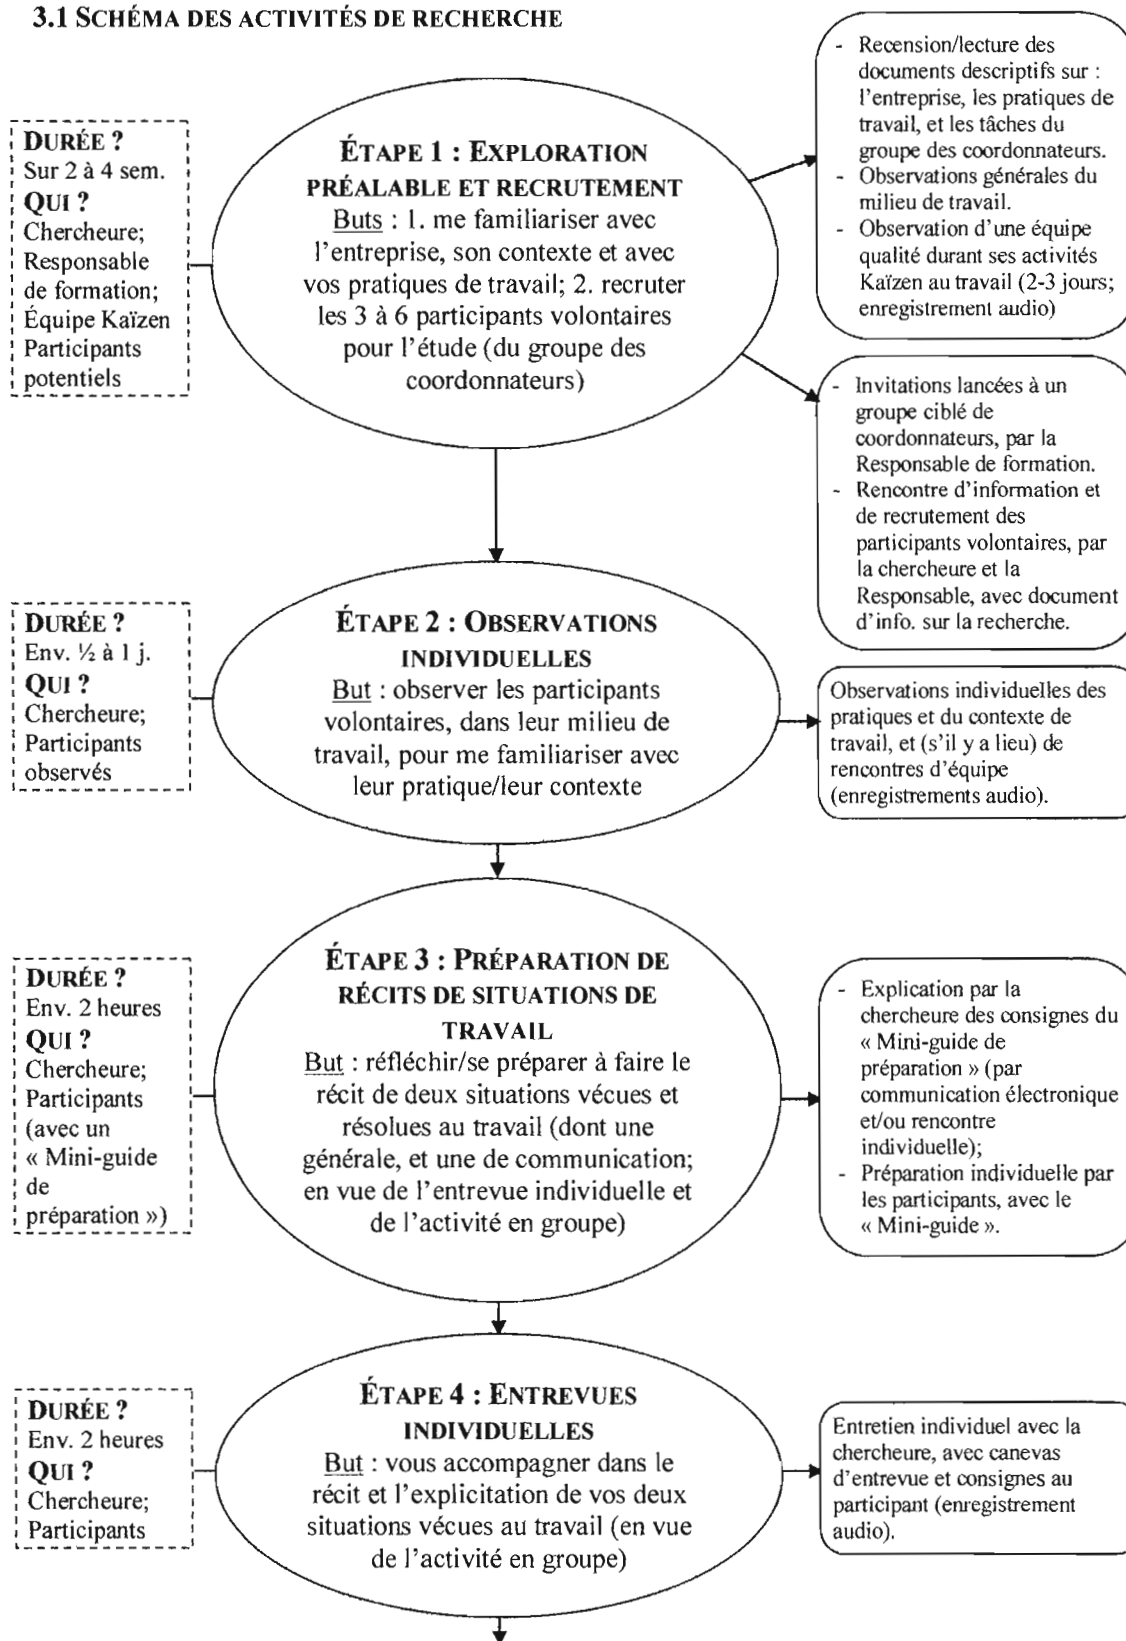 3.1 SCHÉMA DES ACTIVITÉS DE RECHERCHE
DURÉE ?
Sur 2 à 4 sem.
QUI ?
Chercheure;
Responsable
de formation;
Équipe Kaïzen
Participants
potentiels
ÉTAPE 1 : EXPLORATION
PRÉALABLE ET RECRUTEMENT
Buts : 1. me familiariser avec
l'entreprise, son contexte et avec
vos pratiques de travail; 2. recruter
les 3 à 6 participants volontaires
pour l'étude (du groupe des
coordonnateurs)
- Recension/lecture des
documents descriptifs sur :
l'entreprise, les pratiques de
travail, et les tâches du
groupe des coordonnateurs.
- Observations générales du
milieu de travail.
- Observation d'une équipe
qualité durant ses activités
Kaïzen au travail (2-3 jours;
enregistrement audio)
- Invitations lancées à un
groupe ciblé de
coordonnateurs, par la
Responsable de formation.
- Rencontre d'information et
de recrutement des
participants volontaires, par
la chercheure et la
Responsable, avec document
d'info. sur la recherche.
DURÉE ?
Env. ½ à 1 j.
QUI ?
Chercheure;
Participants
observés
ÉTAPE 2 : OBSERVATIONS
INDIVIDUELLES
But : observer les participants
volontaires, dans leur milieu de
travail, pour me familiariser avec
leur pratique/leur contexte
Observations individuelles des
pratiques et du contexte de
travail, et (s'il y a lieu) de
rencontres d'équipe
(enregistrements audio).
DURÉE ?
Env. 2 heures
QUI ?
Chercheure;
Participants
(avec un
« Mini-guide
de
préparation »)
ÉTAPE 3 : PRÉPARATION DE
RÉCITS DE SITUATIONS DE
TRAVAIL
But : réfléchir/se préparer à faire le
récit de deux situations vécues et
résolues au travail (dont une
générale, et une de communication;
en vue de l'entrevue individuelle et
de l'activité en groupe)
- Explication par la
chercheure des consignes du
« Mini-guide de
préparation » (par
communication électronique
et/ou rencontre
individuelle);
- Préparation individuelle par
les participants, avec le
« Mini-guide ».
DURÉE ?
Env. 2 heures
QUI ?
Chercheure;
Participants
ÉTAPE 4 : ENTREVUES
INDIVIDUELLES
But : vous accompagner dans le
récit et l'explicitation de vos deux
situations vécues au travail (en vue
de l'activité en groupe)
Entretien individuel avec la
chercheure, avec canevas
d'entrevue et consignes au
participant (enregistrement
audio).